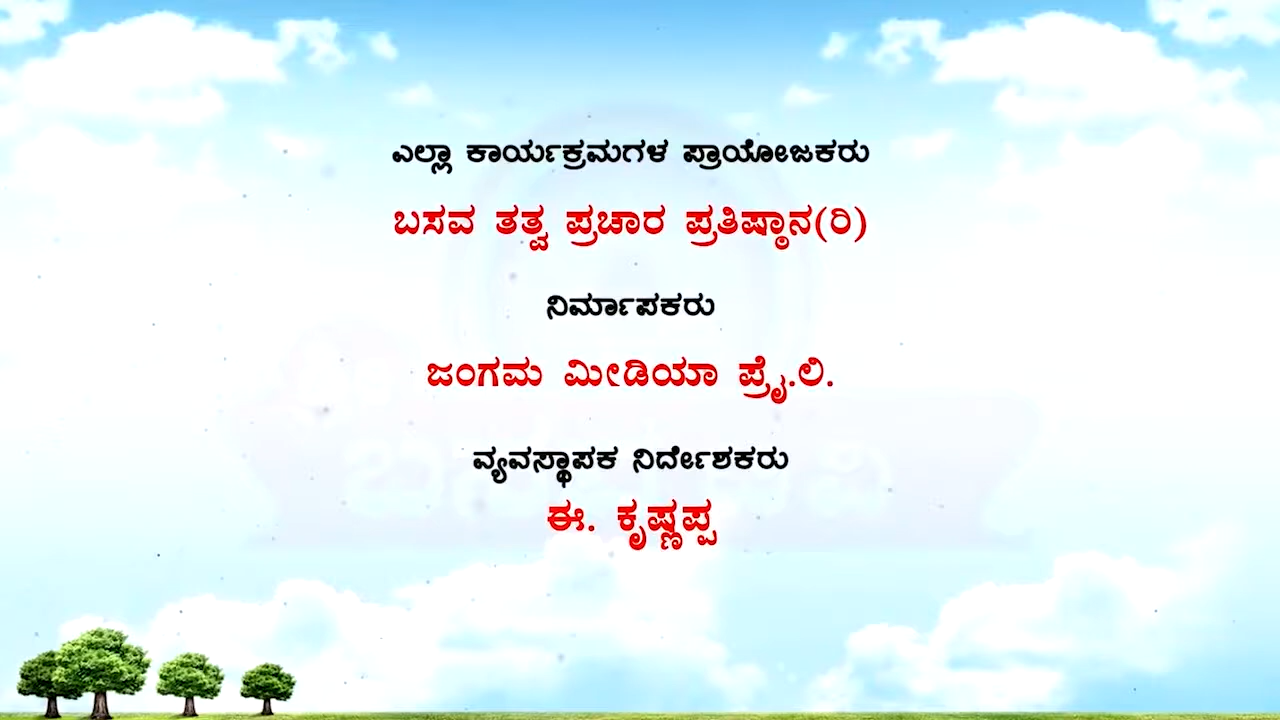 ಎಲ್ಲಾ ಕಾರ್ಯಕ್ರಮಗಳ ಪ್ರಾಯೋಜಕರು
ಬಸವ ತತ್ವ ಪ್ರಚಾರ ಪ್ರತಿಷ್ಠಾನ(ರಿ)
ನಿರ್ಮಾಪಕರು
ಜಂಗಮ ಮೀಡಿಯಾ ಪ್ರೈ.ಲಿ.
ವ್ಯವಸ್ಥಾಪಕ ನಿರ್ದೇಶಕರು
ಈ. ಕೃಷ್ಣಪ್ಪ